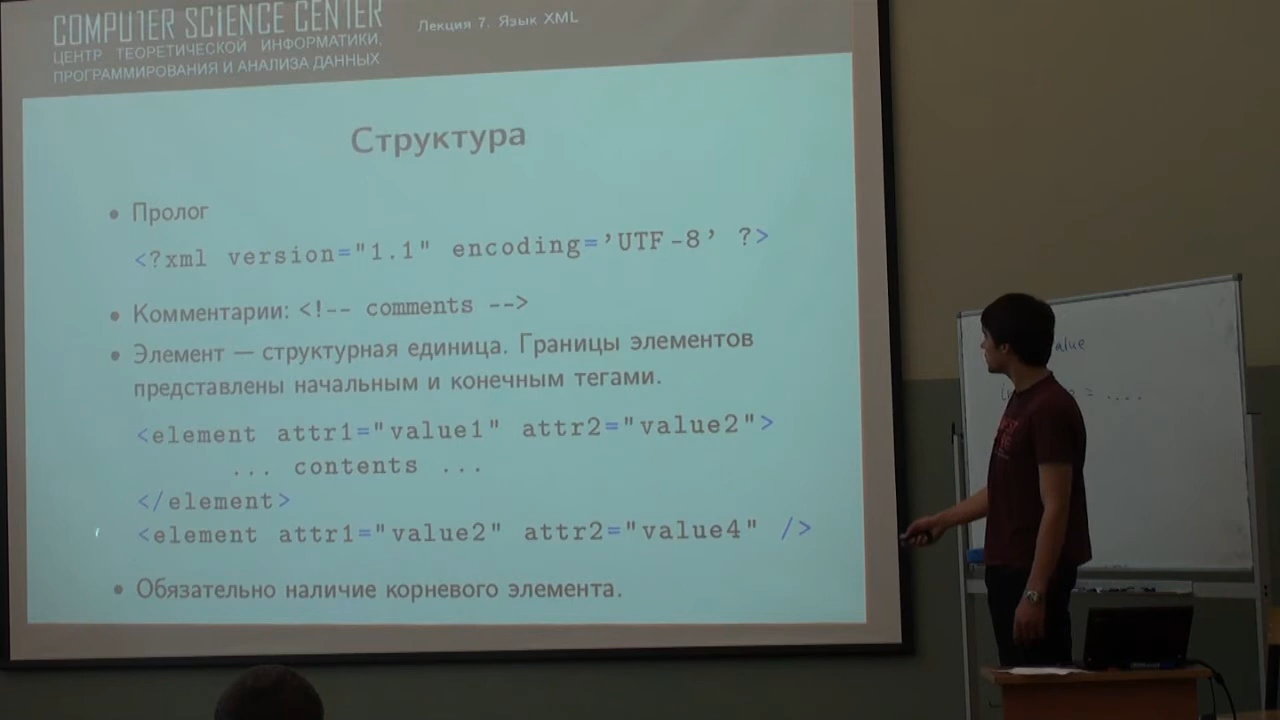 COMPUTER SCIENCE CENTER
ЦЕНТР ТЕОРЕТИЧЕСКОЙ ИНФОРМАТИКИ,
ПРОГРАММИРОВАНИЯ И АНАЛИЗА ДАННЫХ
Лекция 7. Язык XML
Структура
• Пролог
<?xml version="1.1" encoding='UTF-8' ?>
• Комментарии: <!-- comments -->
• Элемент — структурная единица. Границы элементов
представлены начальным и конечным тегами.
<element attr1="value1" attr2="value2">
... contents ...
</element>
<element attr1="value2" attr2="value4" />
• Обязательно наличие корневого элемента.
= ....